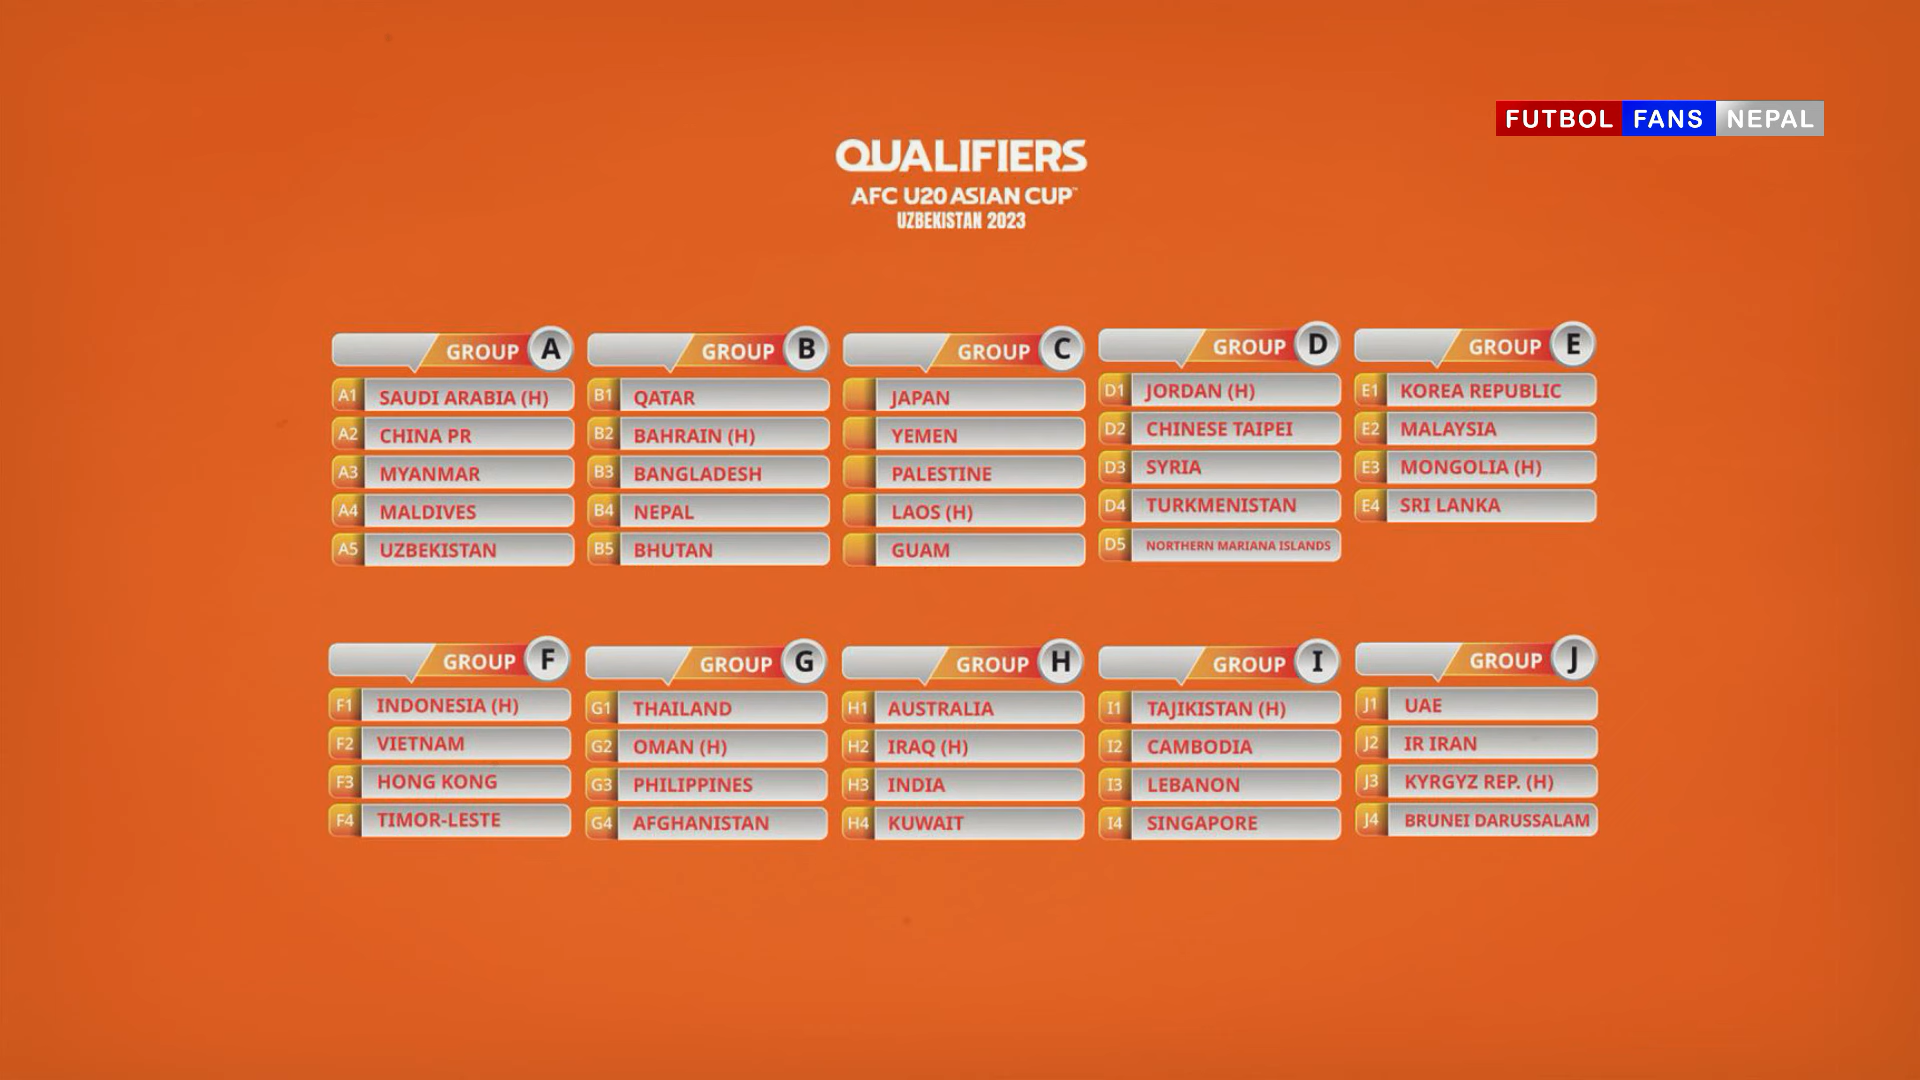 FUTBOL FANS NEPAL
QUALIFIERS
AFC U20 ASIAN CUP™
UZBEKISTAN 2023
GROUP A
A1 SAUDI ARABIA (H)
A2 CHINA PR
A3 MYANMAR
A4 MALDIVES
A5 UZBEKISTAN
GROUP B
B1 QATAR
B2 BAHRAIN (H)
B3 BANGLADESH
B4 NEPAL
B5 BHUTAN
GROUP C
JAPAN
YEMEN
PALESTINE
LAOS (H)
GUAM
GROUP D
D1 JORDAN (H)
D2 CHINESE TAIPEI
D3 SYRIA
D4 TURKMENISTAN
D5 NORTHERN MARIANA ISLANDS
GROUP E
E1 KOREA REPUBLIC
E2 MALAYSIA
E3 MONGOLIA (H)
E4 SRI LANKA
GROUP F
F1 INDONESIA (H)
F2 VIETNAM
F3 HONG KONG
F4 TIMOR-LESTE
GROUP G
G1 THAILAND
G2 OMAN (H)
G3 PHILIPPINES
G4 AFGHANISTAN
GROUP H
H1 AUSTRALIA
H2 IRAQ (H)
H3 INDIA
H4 KUWAIT
GROUP I
I1 TAJIKISTAN (H)
I2 CAMBODIA
I3 LEBANON
I4 SINGAPORE
GROUP J
J1 UAE
J2 IR IRAN
J3 KYRGYZ REP. (H)
J4 BRUNEI DARUSSALAM